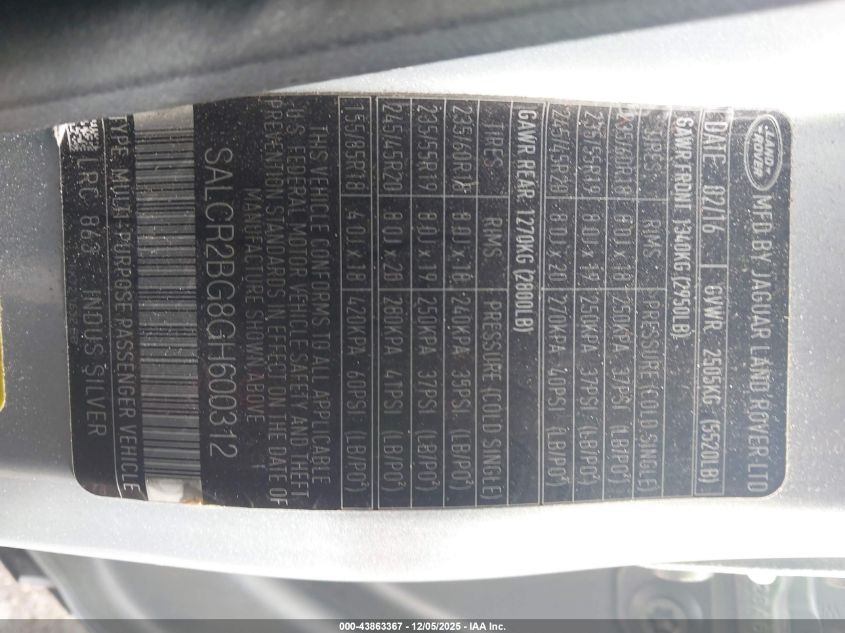 LAND ROVER
MFD BY JAGUAR LAND ROVER LTD
DATE 02/16 GVWR 2505KG (5520LB)
GAWR FRONT 1340KG (2950LB)
TIRES RIMS PRESSURE (COLD SINGLE)
235/60R18 8.0J x 18 250KPA 37PSI (LB/PO²)
235/55R19 8.0J x 19 250KPA 37PSI (LB/PO²)
245/45R20 8.0J x 20 270KPA 40PSI (LB/PO²)
GAWR REAR 1270KG (2800LB)
TIRES RIMS PRESSURE (COLD SINGLE)
235/60R18 8.0J x 18 240KPA 35PSI (LB/PO²)
235/55R19 8.0J x 19 250KPA 37PSI (LB/PO²)
245/45R20 8.0J x 20 280KPA 41PSI (LB/PO²)
155/85R18 4.0J x 18 420KPA 60PSI (LB/PO²)
THIS VEHICLE CONFORMS TO ALL APPLICABLE
U.S. FEDERAL MOTOR VEHICLE SAFETY AND THEFT
PREVENTION STANDARDS IN EFFECT ON THE DATE OF
MANUFACTURE SHOWN ABOVE
SALCR2BG8GH600312
TYPE MULTI-PURPOSE PASSENGER VEHICLE
LRC 863 INDUS SILVER
000-43863367 - 12/05/2025 - IAA Inc.